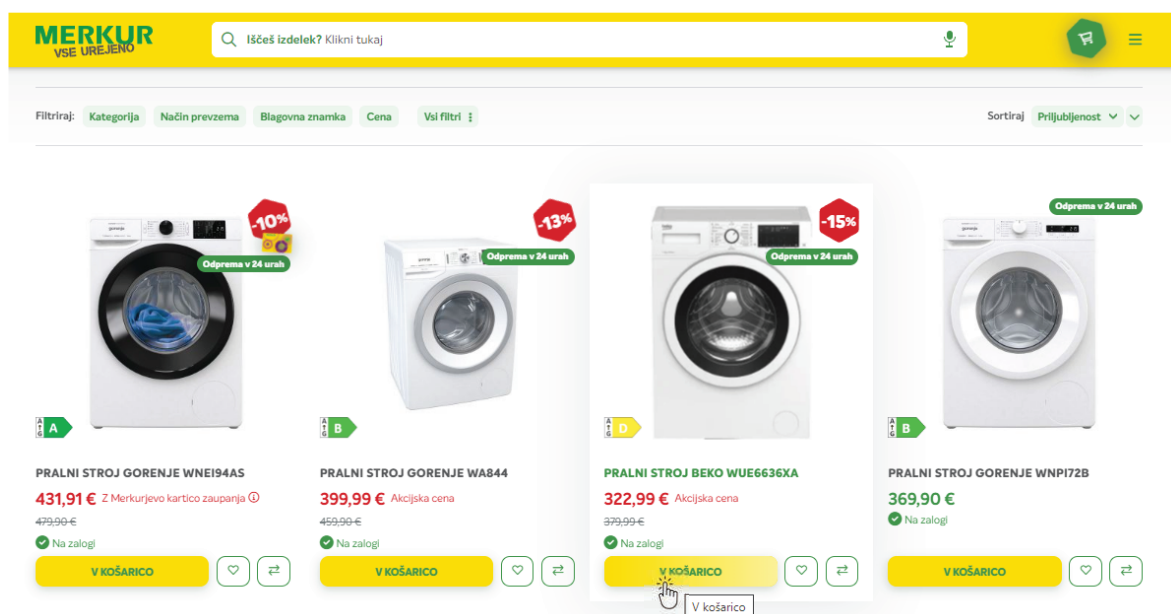 MERKUR
VSE UREJENO
Iščeš izdelek? Klikni tukaj
Filtriraj: Kategorija Način prevzema Blagovna znamka Cena Vsi filtri
Sortiraj Priljubljenost
-10%
Odprema v 24 urah
A
PRALNI STROJ GORENJE WNEI94AS
431,91 € Z Merkurjevo kartico zaupanja
479,90 €
Na zalogi
V KOŠARICO
-13%
Odprema v 24 urah
B
PRALNI STROJ GORENJE WA844
399,99 € Akcijska cena
459,90 €
Na zalogi
V KOŠARICO
-15%
Odprema v 24 urah
D
PRALNI STROJ BEKO WUE6636XA
322,99 € Akcijska cena
379,99 €
Na zalogi
V KOŠARICO
V košarico
Odprema v 24 urah
B
PRALNI STROJ GORENJE WNPI72B
369,90 €
Na zalogi
V KOŠARICO